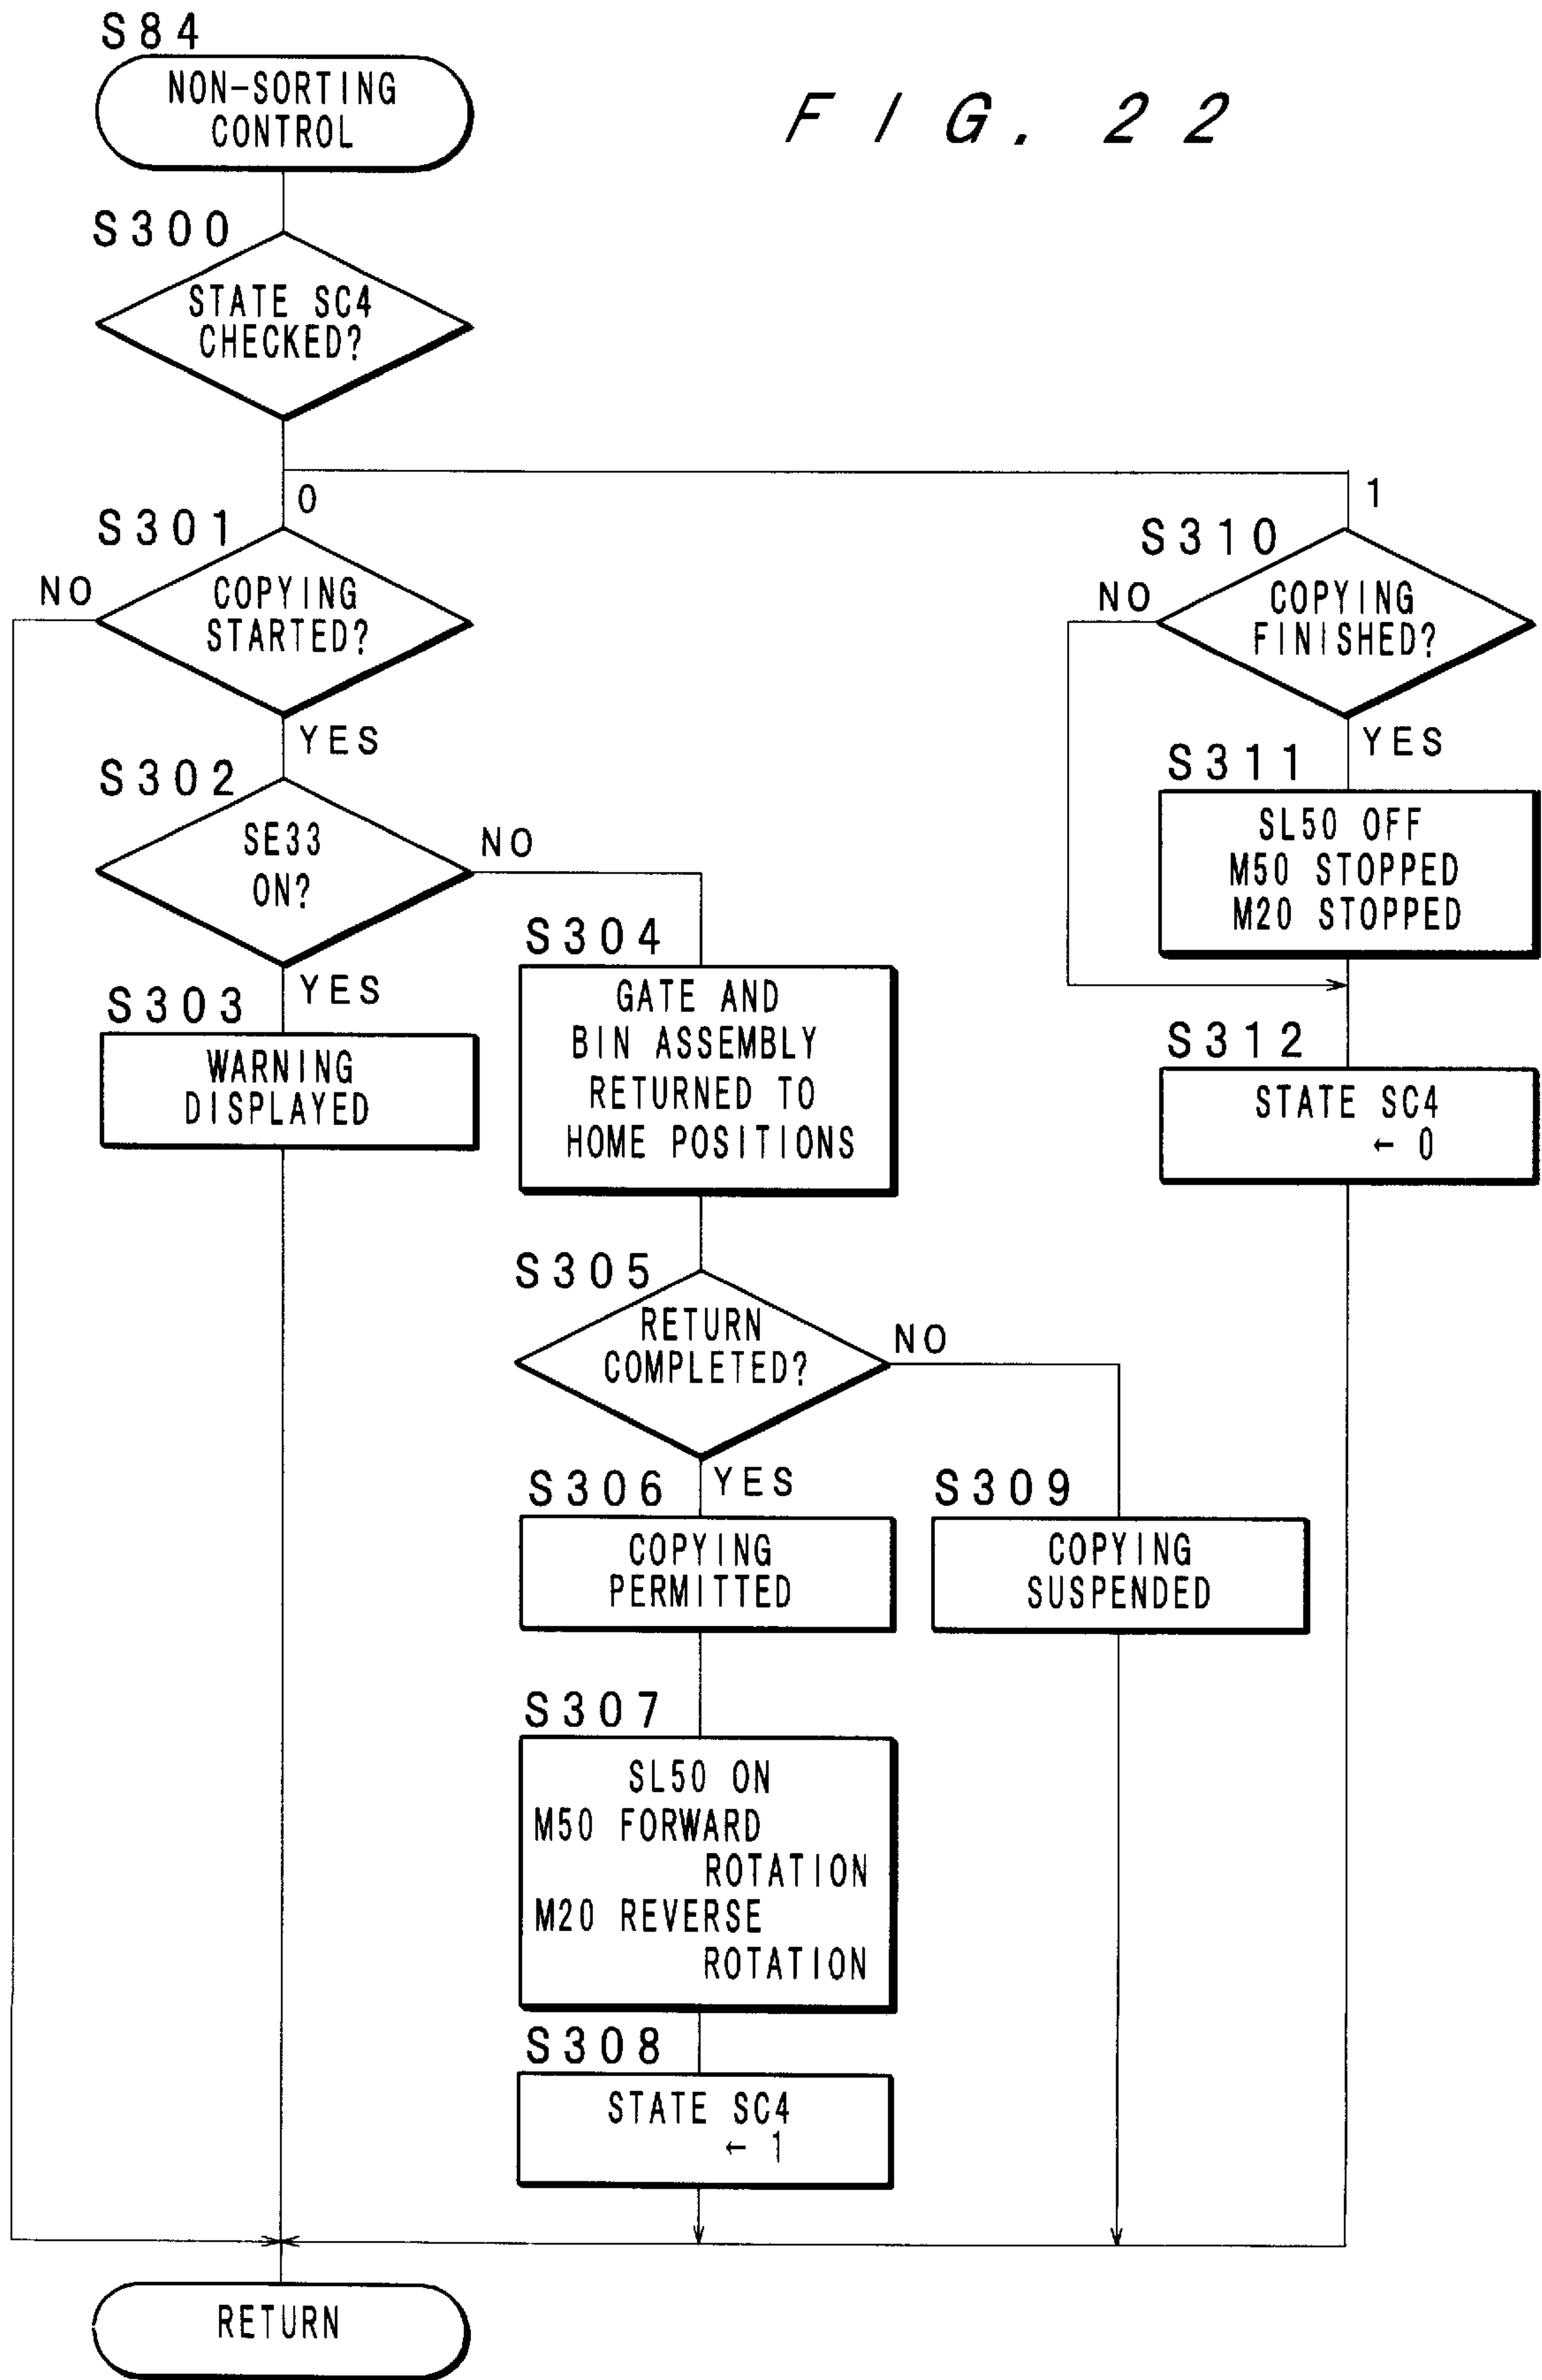 S84
NON-SORTING
CONTROL
FIG. 22
S300
STATE SC4
CHECKED?
0
1
S301
NO
COPYING
STARTED?
YES
S310
NO
COPYING
FINISHED?
YES
S302
SE33
ON?
NO
YES
S311
SL50 OFF
M50 STOPPED
M20 STOPPED
S303
WARNING
DISPLAYED
S304
GATE AND
BIN ASSEMBLY
RETURNED TO
HOME POSITIONS
S312
STATE SC4
← 0
S305
RETURN
COMPLETED?
NO
YES
S306
COPYING
PERMITTED
S309
COPYING
SUSPENDED
S307
SL50 ON
M50 FORWARD
ROTATION
M20 REVERSE
ROTATION
S308
STATE SC4
← 1
RETURN